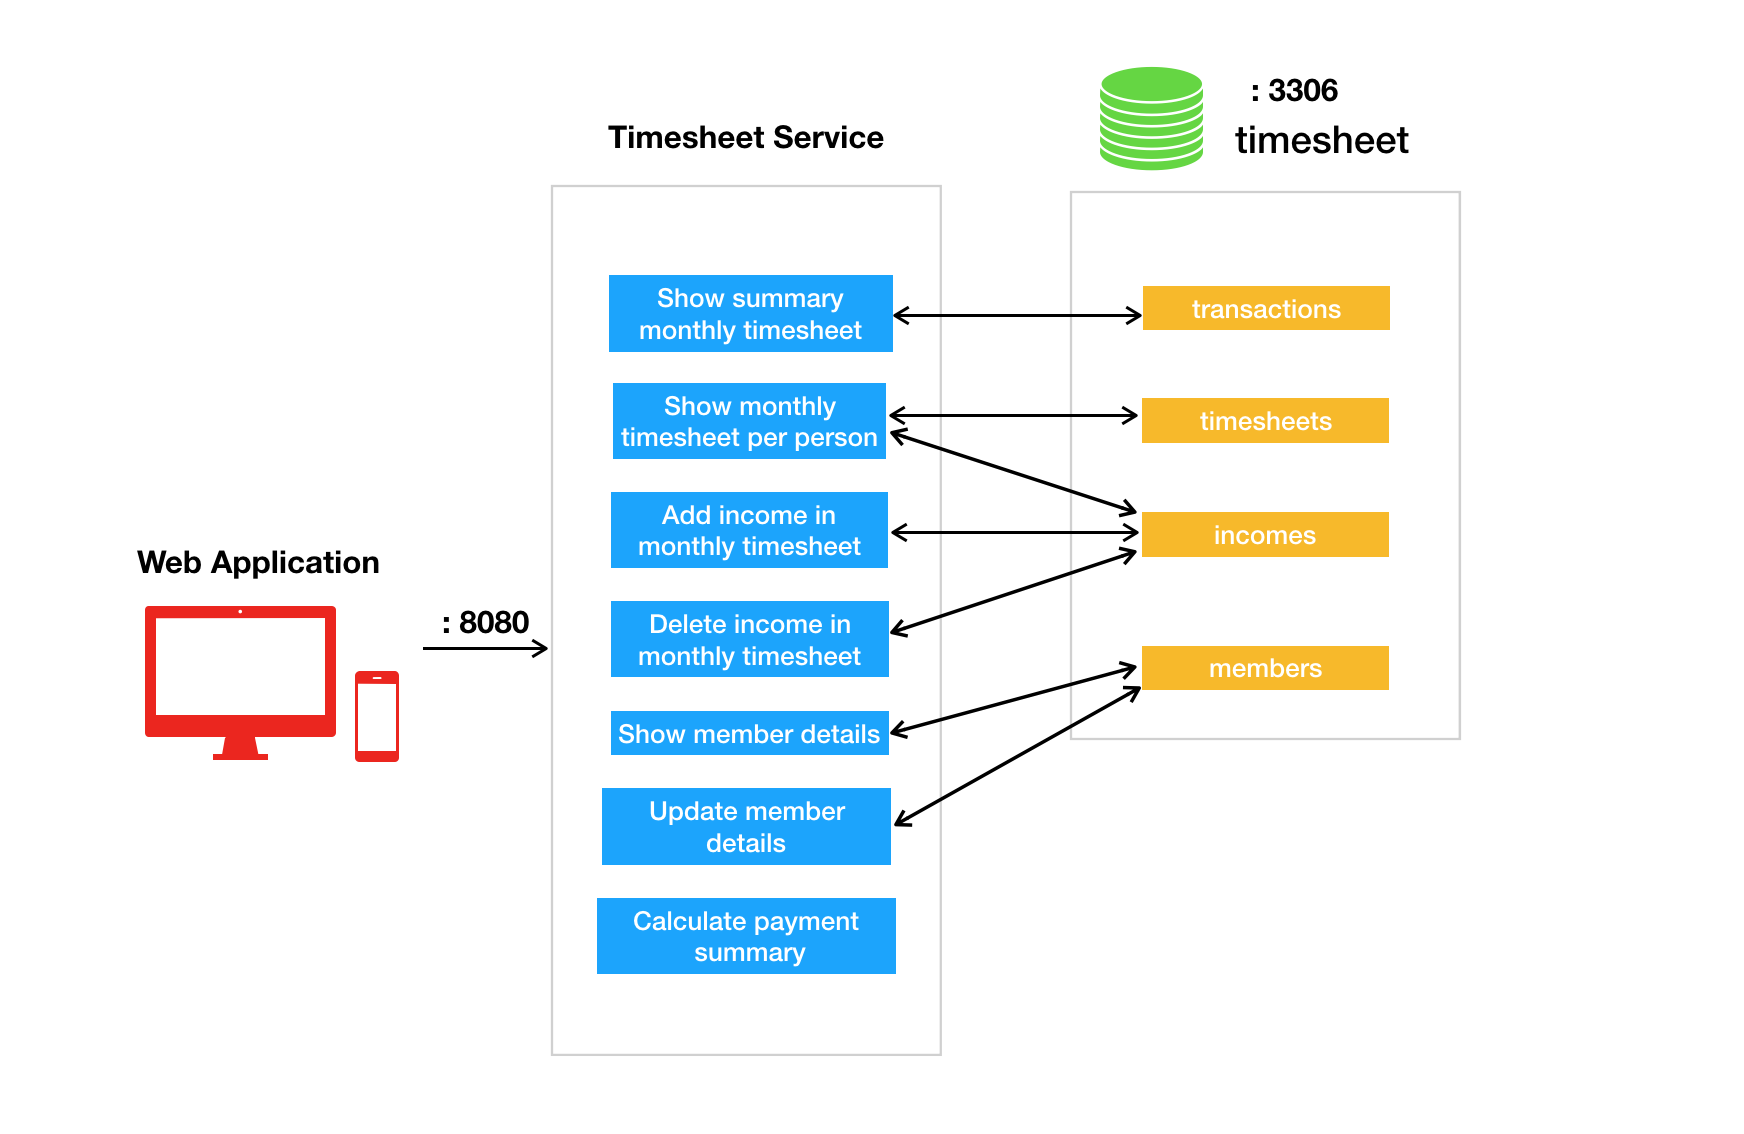 : 3306
timesheet
Timesheet Service
Show summary
monthly timesheet
transactions
Show monthly
timesheet per person
timesheets
Add income in
monthly timesheet
incomes
Web Application
: 8080
Delete income in
monthly timesheet
members
Show member details
Update member
details
Calculate payment
summary